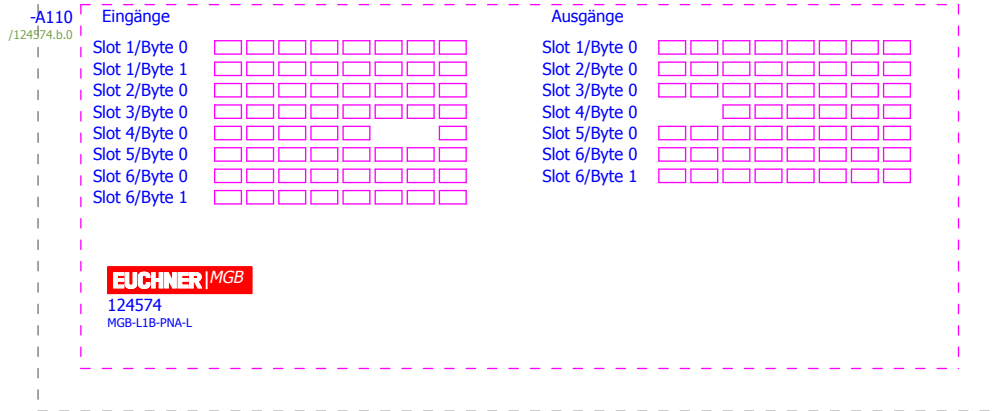 -A110
/124574.b.0
Eingänge
Slot 1/Byte 0
Slot 1/Byte 1
Slot 2/Byte 0
Slot 3/Byte 0
Slot 4/Byte 0
Slot 5/Byte 0
Slot 6/Byte 0
Slot 6/Byte 1
Ausgänge
Slot 1/Byte 0
Slot 2/Byte 0
Slot 3/Byte 0
Slot 4/Byte 0
Slot 5/Byte 0
Slot 6/Byte 0
Slot 6/Byte 1
EUCHNER|MGB
124574
MGB-L1B-PNA-L